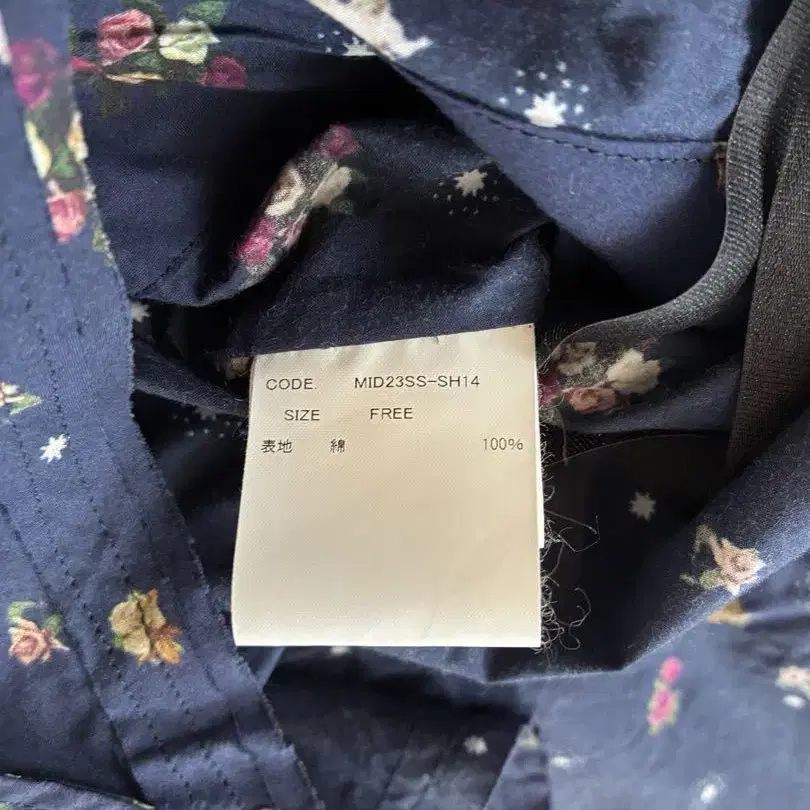 CODE. MID23SS-SH14
SIZE FREE
表地 綿 100%